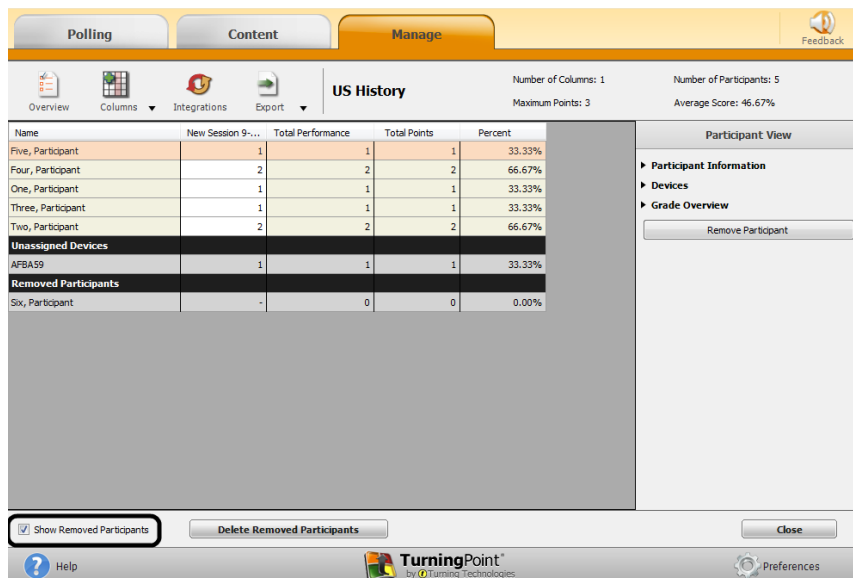 Polling Content Manage
Feedback
Overview Columns Integrations Export US History
Number of Columns: 1 Number of Participants: 5
Maximum Points: 3 Average Score: 46.67%
Name New Session 9-... Total Performance Total Points Percent
Five, Participant 1 1 1 33.33%
Four, Participant 2 2 2 66.67%
One, Participant 1 1 1 33.33%
Three, Participant 1 1 1 33.33%
Two, Participant 2 2 2 66.67%
Unassigned Devices
AFBA59 1 1 1 33.33%
Removed Participants
Six, Participant - 0 0 0.00%
Participant View
Participant Information
Devices
Grade Overview
Remove Participant
Show Removed Participants Delete Removed Participants Close
? Help TurningPoint® Preferences
by Turning Technologies